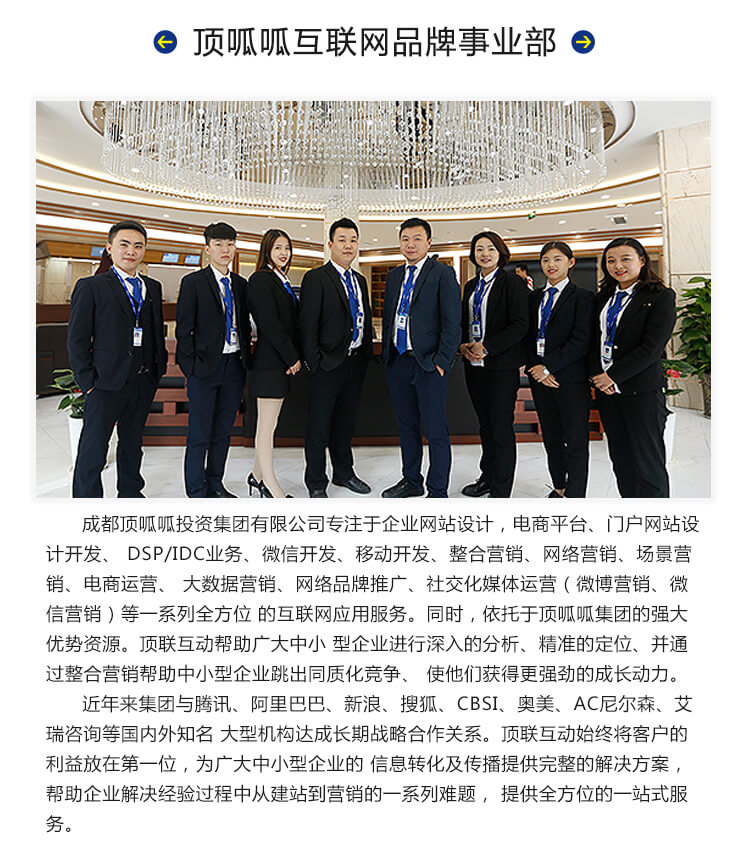 顶呱呱互联网品牌事业部
成都顶呱呱投资集团有限公司专注于企业网站设计，电商平台、门户网站设
计开发、 DSP/IDC业务、微信开发、移动开发、整合营销、网络营销、场景营
销、电商运营、 大数据营销、网络品牌推广、社交化媒体运营（微博营销、微
信营销）等一系列全方位 的互联网应用服务。同时，依托于顶呱呱集团的强大
优势资源。顶联互动帮助广大中小 型企业进行深入的分析、精准的定位、并通
过整合营销帮助中小型企业跳出同质化竞争、 使他们获得更强劲的成长动力。
近年来集团与腾讯、阿里巴巴、新浪、搜狐、CBSI、奥美、AC尼尔森、艾
瑞咨询等国内外知名 大型机构达成长期战略合作关系。顶联互动始终将客户的
利益放在第一位，为广大中小型企业的 信息转化及传播提供完整的解决方案，
帮助企业解决经验过程中从建站到营销的一系列难题， 提供全方位的一站式服
务。